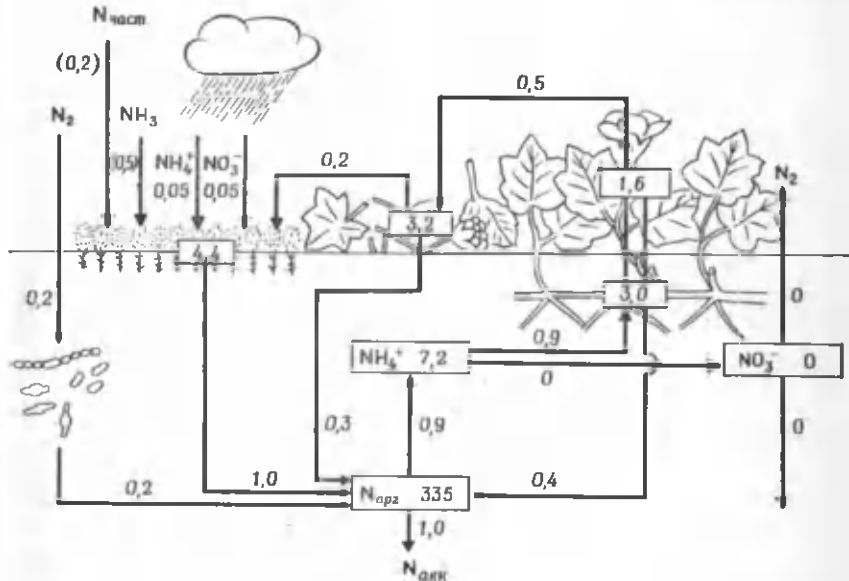 N част.
(0,2)
N₂
NH₃
(0,5)
NH₄⁺
0,05
NO₃⁻
0,05
0,2
0,5
1,6
N₂
3,2
4,4
0,2
3,0
0
0,9
NH₄⁺ 7,2
0
NO₃⁻ 0
0,3
0,9
0
0,2
1,0
Nорг 335
0,4
1,0
Nакк